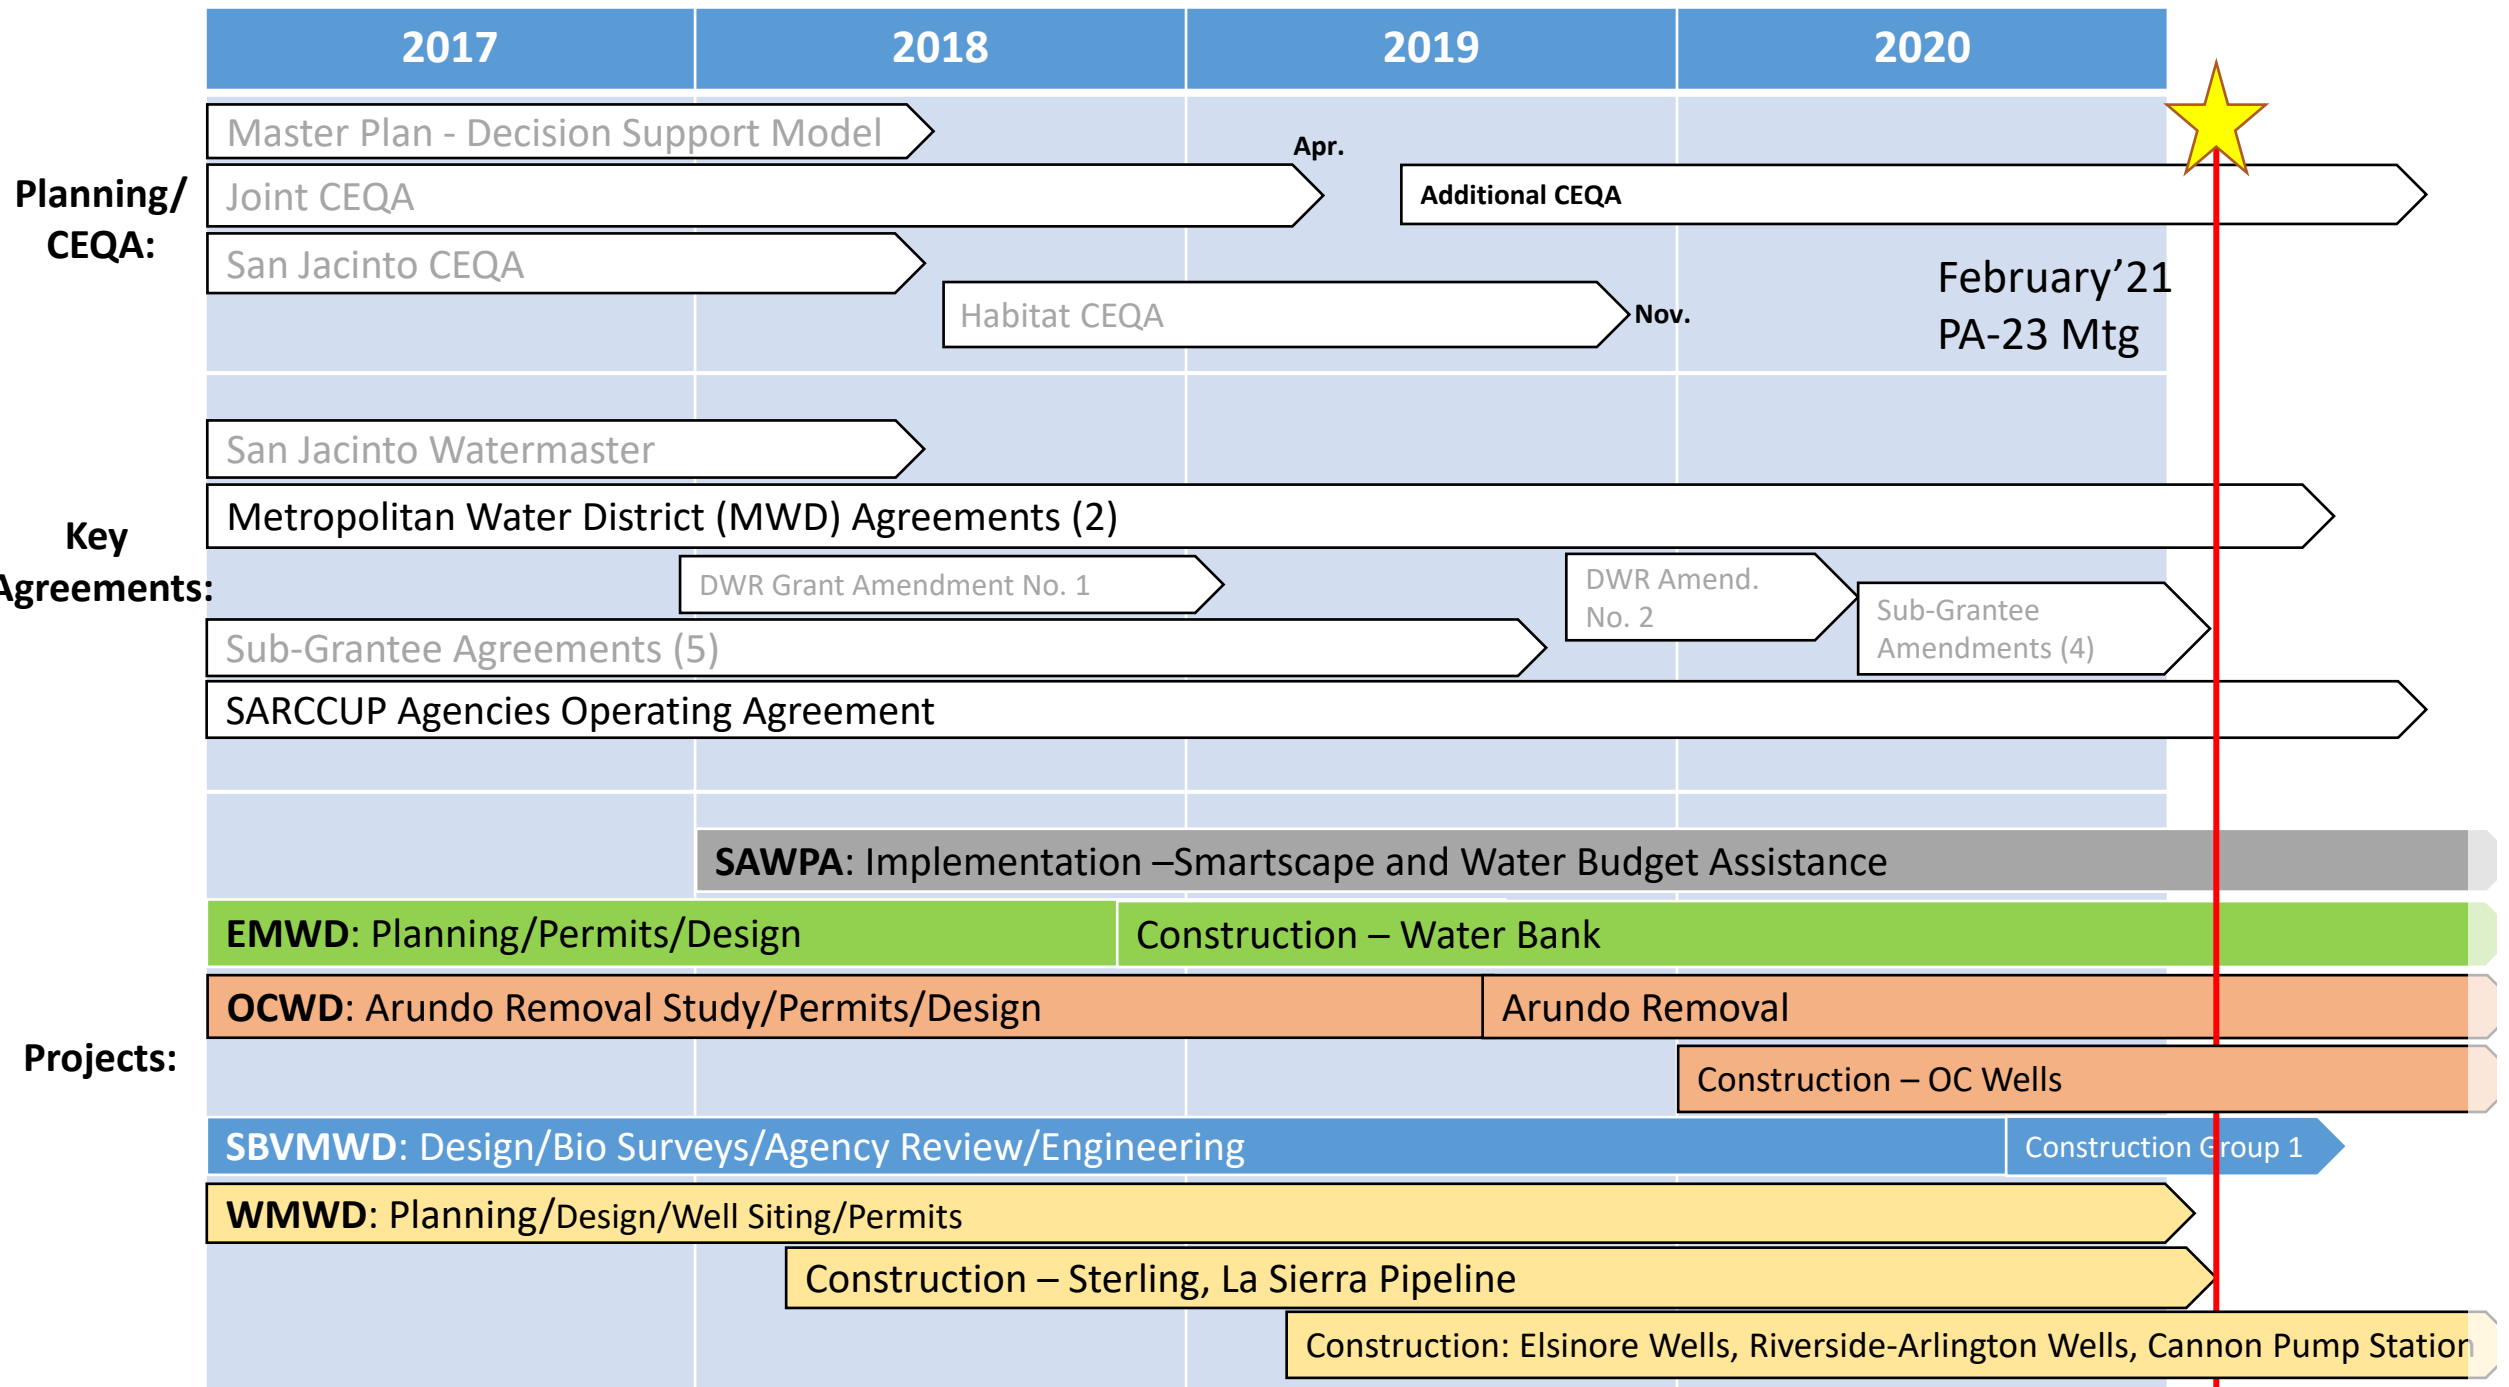 2017 2018 2019 2020
Planning/
CEQA:
Master Plan - Decision Support Model
Apr.
Joint CEQA
Additional CEQA
San Jacinto CEQA
Habitat CEQA
Nov.
February'21
PA-23 Mtg
Key
Agreements:
San Jacinto Watermaster
Metropolitan Water District (MWD) Agreements (2)
DWR Grant Amendment No. 1
DWR Amend.
No. 2
Sub-Grantee
Amendments (4)
Sub-Grantee Agreements (5)
SARCCUP Agencies Operating Agreement
Projects:
SAWPA: Implementation –Smartscape and Water Budget Assistance
EMWD: Planning/Permits/Design
Construction – Water Bank
OCWD: Arundo Removal Study/Permits/Design
Arundo Removal
Construction – OC Wells
SBVMWD: Design/Bio Surveys/Agency Review/Engineering
Construction Group 1
WMWD: Planning/Design/Well Siting/Permits
Construction – Sterling, La Sierra Pipeline
Construction: Elsinore Wells, Riverside-Arlington Wells, Cannon Pump Station